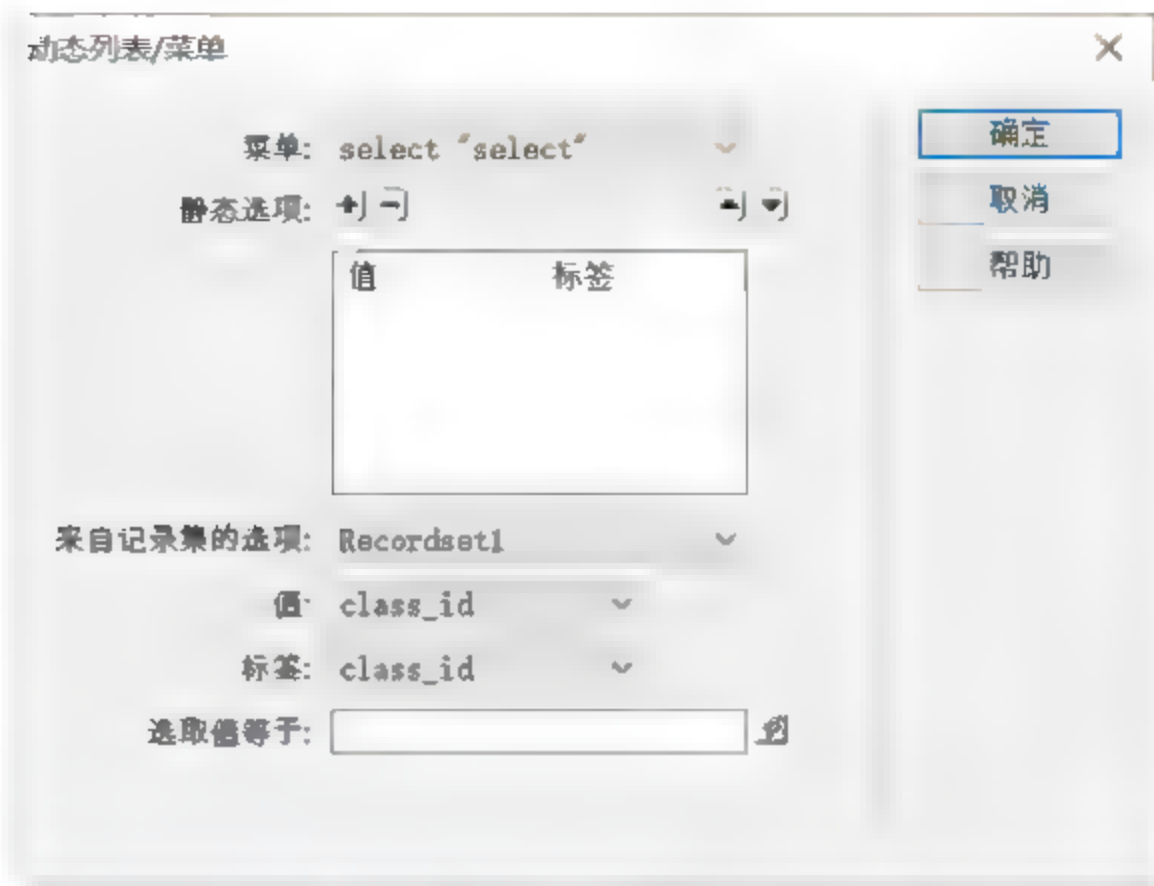 动态列表/菜单
菜单: select "select"
确定
静态选项:
取消
值 标签
帮助
来自记录集的选项: Recordset1
值: class_id
标签: class_id
选取值等于: